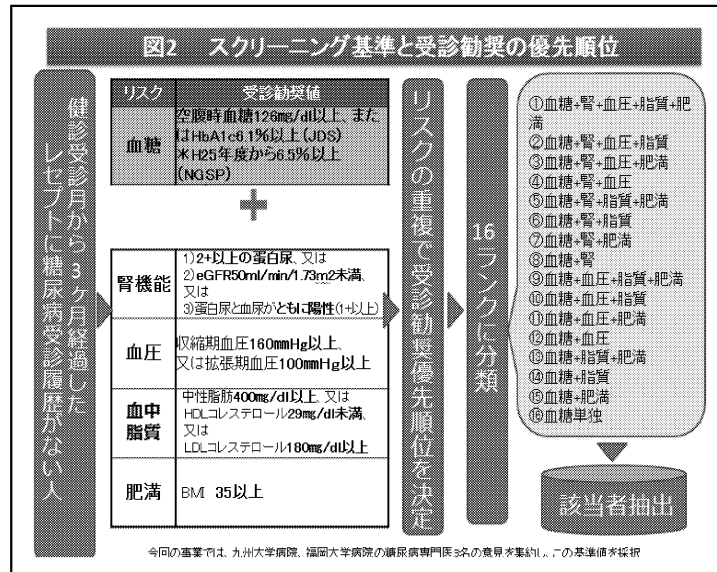 図2 スクリーニング基準と受診勧奨の優先順位
健診受診月から3ヶ月経過した
レセプトに糖尿病受診履歴がない人
リスク 受診勧奨値
血糖
空腹時血糖126mg/dl以上、また
はHbA1c6.1%以上(JDS)
*H25年度から6.5%以上
(NGSP)
+
腎機能
1)2+以上の蛋白尿、又は
2)eGFR50ml/min/1.73m2未満、
又は
3)蛋白尿と血尿がともに陽性(1+以上)
血圧
収縮期血圧160mmHg以上、
又は拡張期血圧100mmHg以上
血中
脂質
中性脂肪400mg/dl以上、又は
HDLコレステロール29mg/dl未満、
又は
LDLコレステロール180mg/dl以上
肥満
BMI 35以上
リスクの重複で受診勧奨優先順位を決定
16ランクに分類
①血糖+腎+血圧+脂質+肥
満
②血糖+腎+血圧+脂質
③血糖+腎+血圧+肥満
④血糖+腎+血圧
⑤血糖+腎+脂質+肥満
⑥血糖+腎+脂質
⑦血糖+腎+肥満
⑧血糖+腎
⑨血糖+血圧+脂質+肥満
⑩血糖+血圧+脂質
⑪血糖+血圧+肥満
⑫血糖+血圧
⑬血糖+脂質+肥満
⑭血糖+脂質
⑮血糖+肥満
⑯血糖単独
該当者抽出
今回の事業では、九州大学病院、福岡大学病院の糖尿病専門医3名の意見を集約し、この基準値を採択